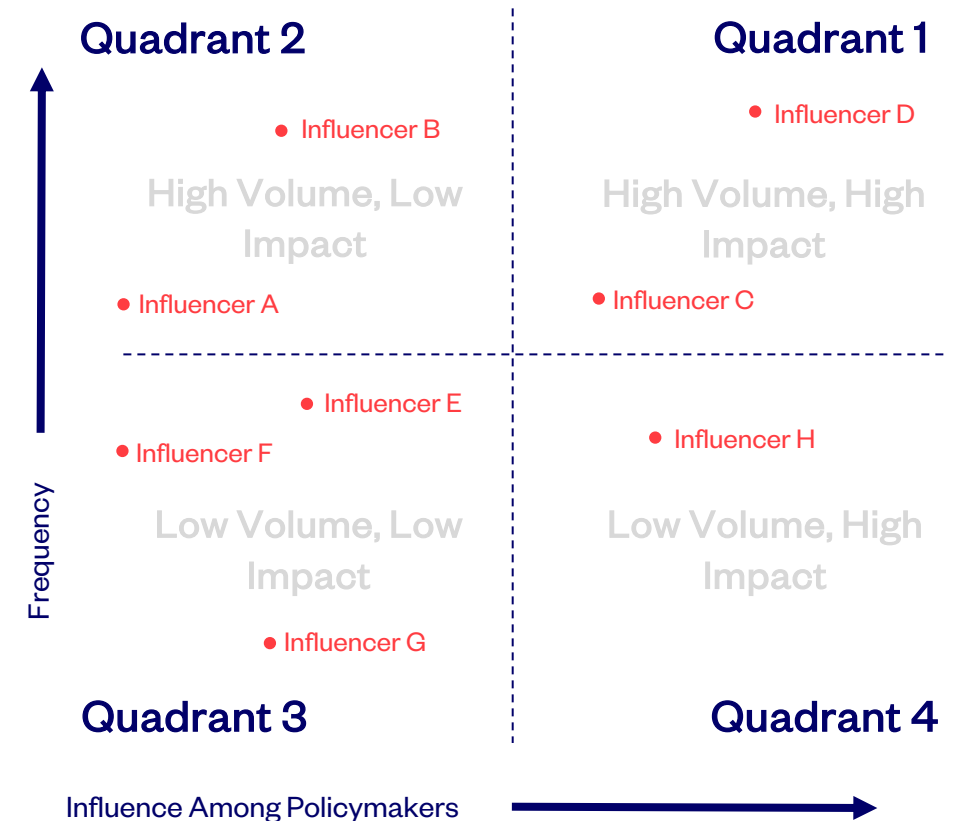 Quadrant 2
Quadrant 1
Influencer B
Influencer D
High Volume, Low
Impact
High Volume, High
Impact
Influencer A
Influencer C
Influencer E
Influencer F
Influencer H
Low Volume, Low
Impact
Low Volume, High
Impact
Influencer G
Quadrant 3
Quadrant 4
Frequency
Influence Among Policymakers